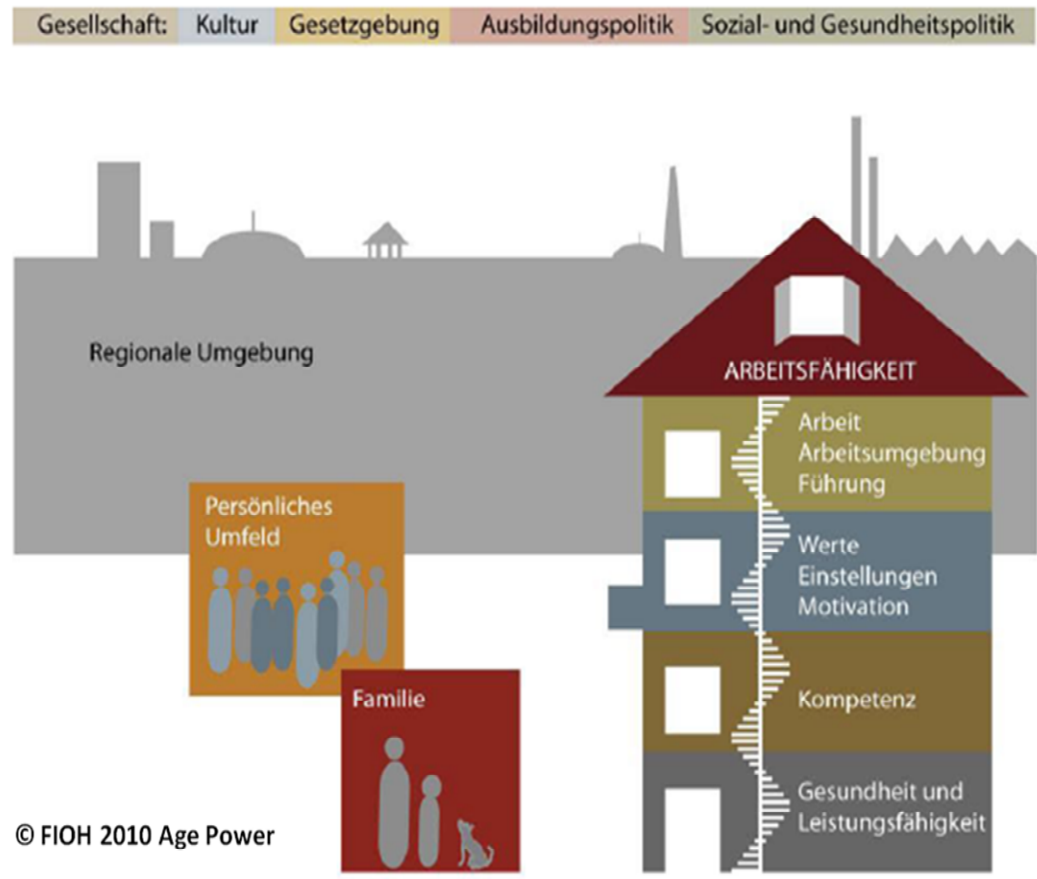 Gesellschaft: Kultur Gesetzgebung Ausbildungspolitik Sozial- und Gesundheitspolitik
Regionale Umgebung
ARBEITSFÄHIGKEIT
Arbeit
Arbeitsumgebung
Führung
Werte
Einstellungen
Motivation
Kompetenz
Gesundheit und
Leistungsfähigkeit
Persönliches
Umfeld
Familie
© FIOH 2010 Age Power